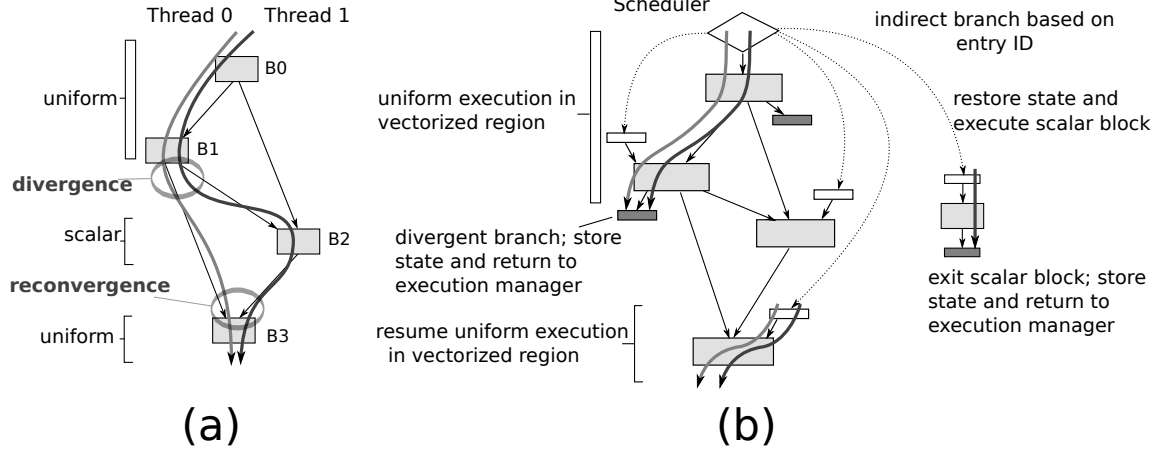 Thread 0 Thread 1
B0
uniform
B1
divergence
scalar
B2
reconvergence
uniform
B3
(a)
Scheduler
indirect branch based on
entry ID
uniform execution in
vectorized region
restore state and
execute scalar block
divergent branch; store
state and return to
execution manager
exit scalar block; store
state and return to
execution manager
resume uniform execution
in vectorized region
(b)